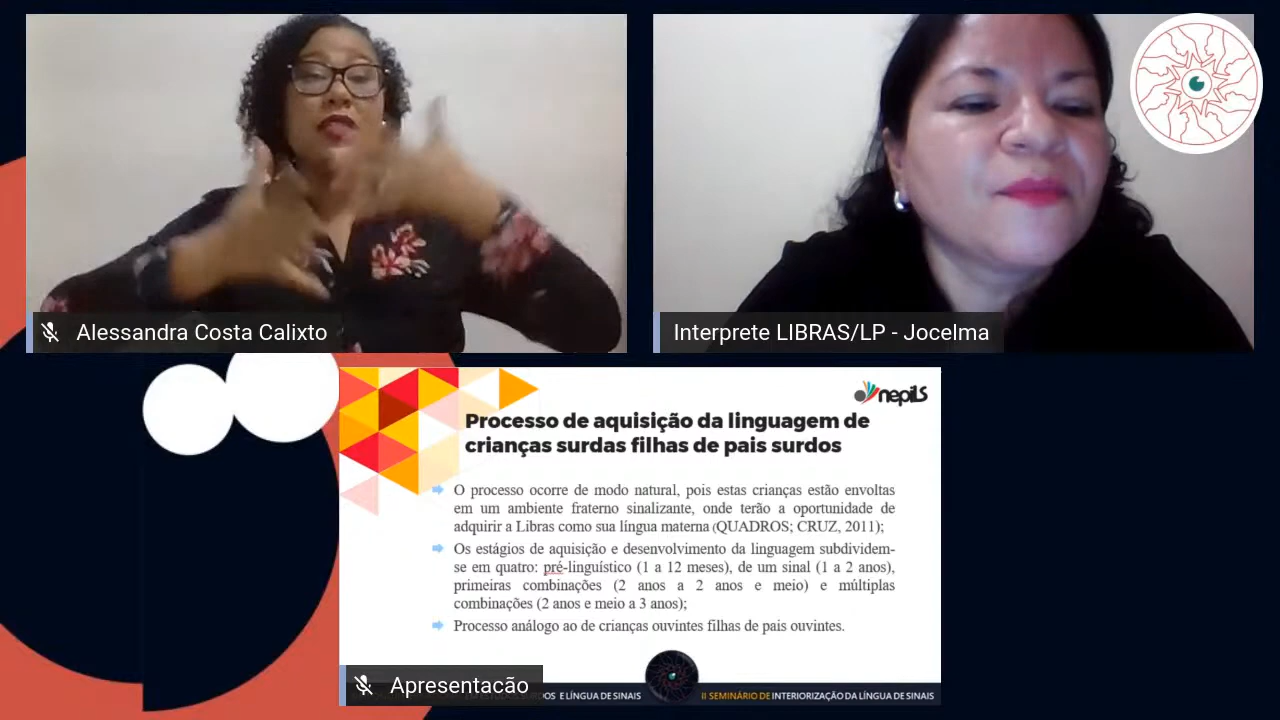 Alessandra Costa Calixto
Interprete LIBRAS/LP - Jocelma
nepiLS
Processo de aquisição da linguagem de
crianças surdas filhas de pais surdos
O processo ocorre de modo natural, pois estas crianças estão envoltas
em um ambiente fraterno sinalizante, onde terão a oportunidade de
adquirir a Libras como sua língua materna (QUADROS; CRUZ, 2011);
Os estágios de aquisição e desenvolvimento da linguagem subdividem-
se em quatro: pré-linguístico (1 a 12 meses), de um sinal (1 a 2 anos),
primeiras combinações (2 anos a 2 anos e meio) e múltiplas
combinações (2 anos e meio a 3 anos);
Processo análogo ao de crianças ouvintes filhas de pais ouvintes.
Apresentacão
E LÍNGUA DE SINAIS
II SEMINÁRIO DE INTERIORIZAÇÃO DA LÍNGUA DE SINAIS